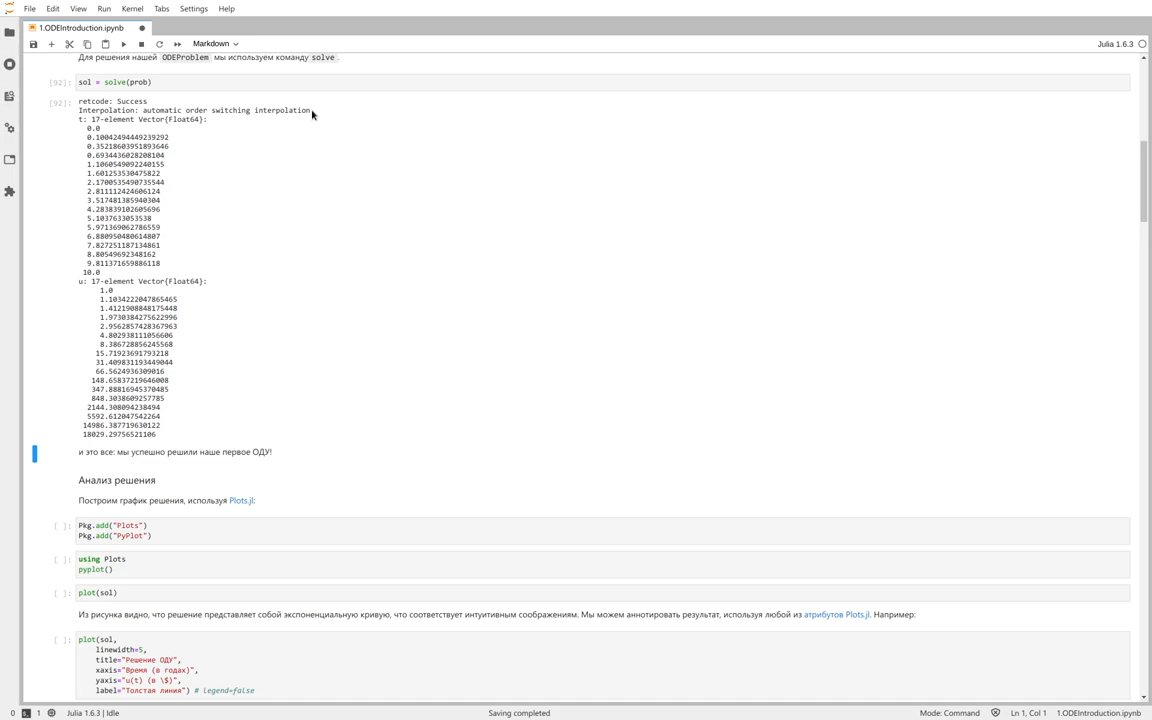 File Edit View Run Kernel Tabs Settings Help
1.ODEIntroduction.ipynb
Markdown
Julia 1.6.3
Для решения нашей ODEProblem мы используем команду solve.
[92]: sol = solve(prob)
[92]: retcode: Success
Interpolation: automatic order switching interpolation
t: 17-element Vector{Float64}:
0.0
0.10042494449239292
0.35218603951893646
0.6934436028208104
1.1060549092240155
1.601253530475822
2.1700535490735544
2.811112424606124
3.517481385940304
4.283839102605696
5.1037633053538
5.971369062786559
6.880950480614807
7.827251187134861
8.80549692348162
9.811371659886118
10.0
u: 17-element Vector{Float64}:
1.0
1.1034222047865465
1.4121908848175448
1.9730384275622996
2.9562857428367963
4.802938111056606
8.386728856245568
15.71923691793218
31.409831193449044
66.5624936309016
148.65837219646008
347.88816945370485
848.3038609257785
2144.308094238494
5592.612047542264
14986.387719630122
18029.29756521106
и это все: мы успешно решили наше первое ОДУ!
Анализ решения
Построим график решения, используя Plots.jl:
[ ]: Pkg.add("Plots")
Pkg.add("PyPlot")
[ ]: using Plots
pyplot()
[ ]: plot(sol)
Из рисунка видно, что решение представляет собой экспоненциальную кривую, что соответствует интуитивным соображениям. Мы можем аннотировать результат, используя любой из атрибутов Plots.jl. Например:
[ ]: plot(sol,
linewidth=5,
title="Решение ОДУ",
xaxis="Время (в годах)",
yaxis="u(t) (в \$)",
label="Толстая линия") # legend=false
0 1 Julia 1.6.3 | Idle Saving completed Mode: Command Ln 1, Col 1 1.ODEIntroduction.ipynb